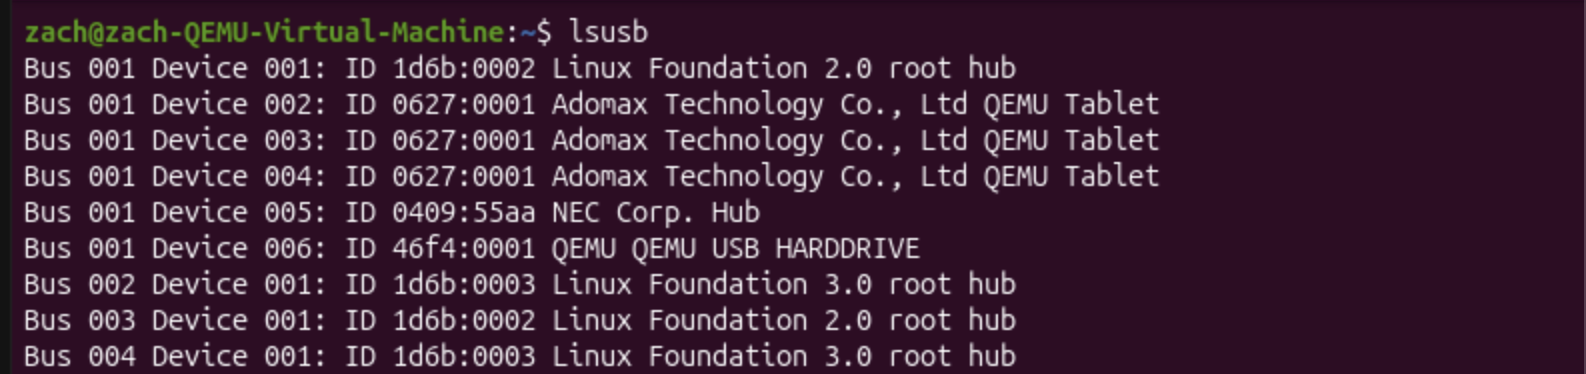 zach@zach-QEMU-Virtual-Machine:~$ lsusb
Bus 001 Device 001: ID 1d6b:0002 Linux Foundation 2.0 root hub
Bus 001 Device 002: ID 0627:0001 Adomax Technology Co., Ltd QEMU Tablet
Bus 001 Device 003: ID 0627:0001 Adomax Technology Co., Ltd QEMU Tablet
Bus 001 Device 004: ID 0627:0001 Adomax Technology Co., Ltd QEMU Tablet
Bus 001 Device 005: ID 0409:55aa NEC Corp. Hub
Bus 001 Device 006: ID 46f4:0001 QEMU QEMU USB HARDDRIVE
Bus 002 Device 001: ID 1d6b:0003 Linux Foundation 3.0 root hub
Bus 003 Device 001: ID 1d6b:0002 Linux Foundation 2.0 root hub
Bus 004 Device 001: ID 1d6b:0003 Linux Foundation 3.0 root hub